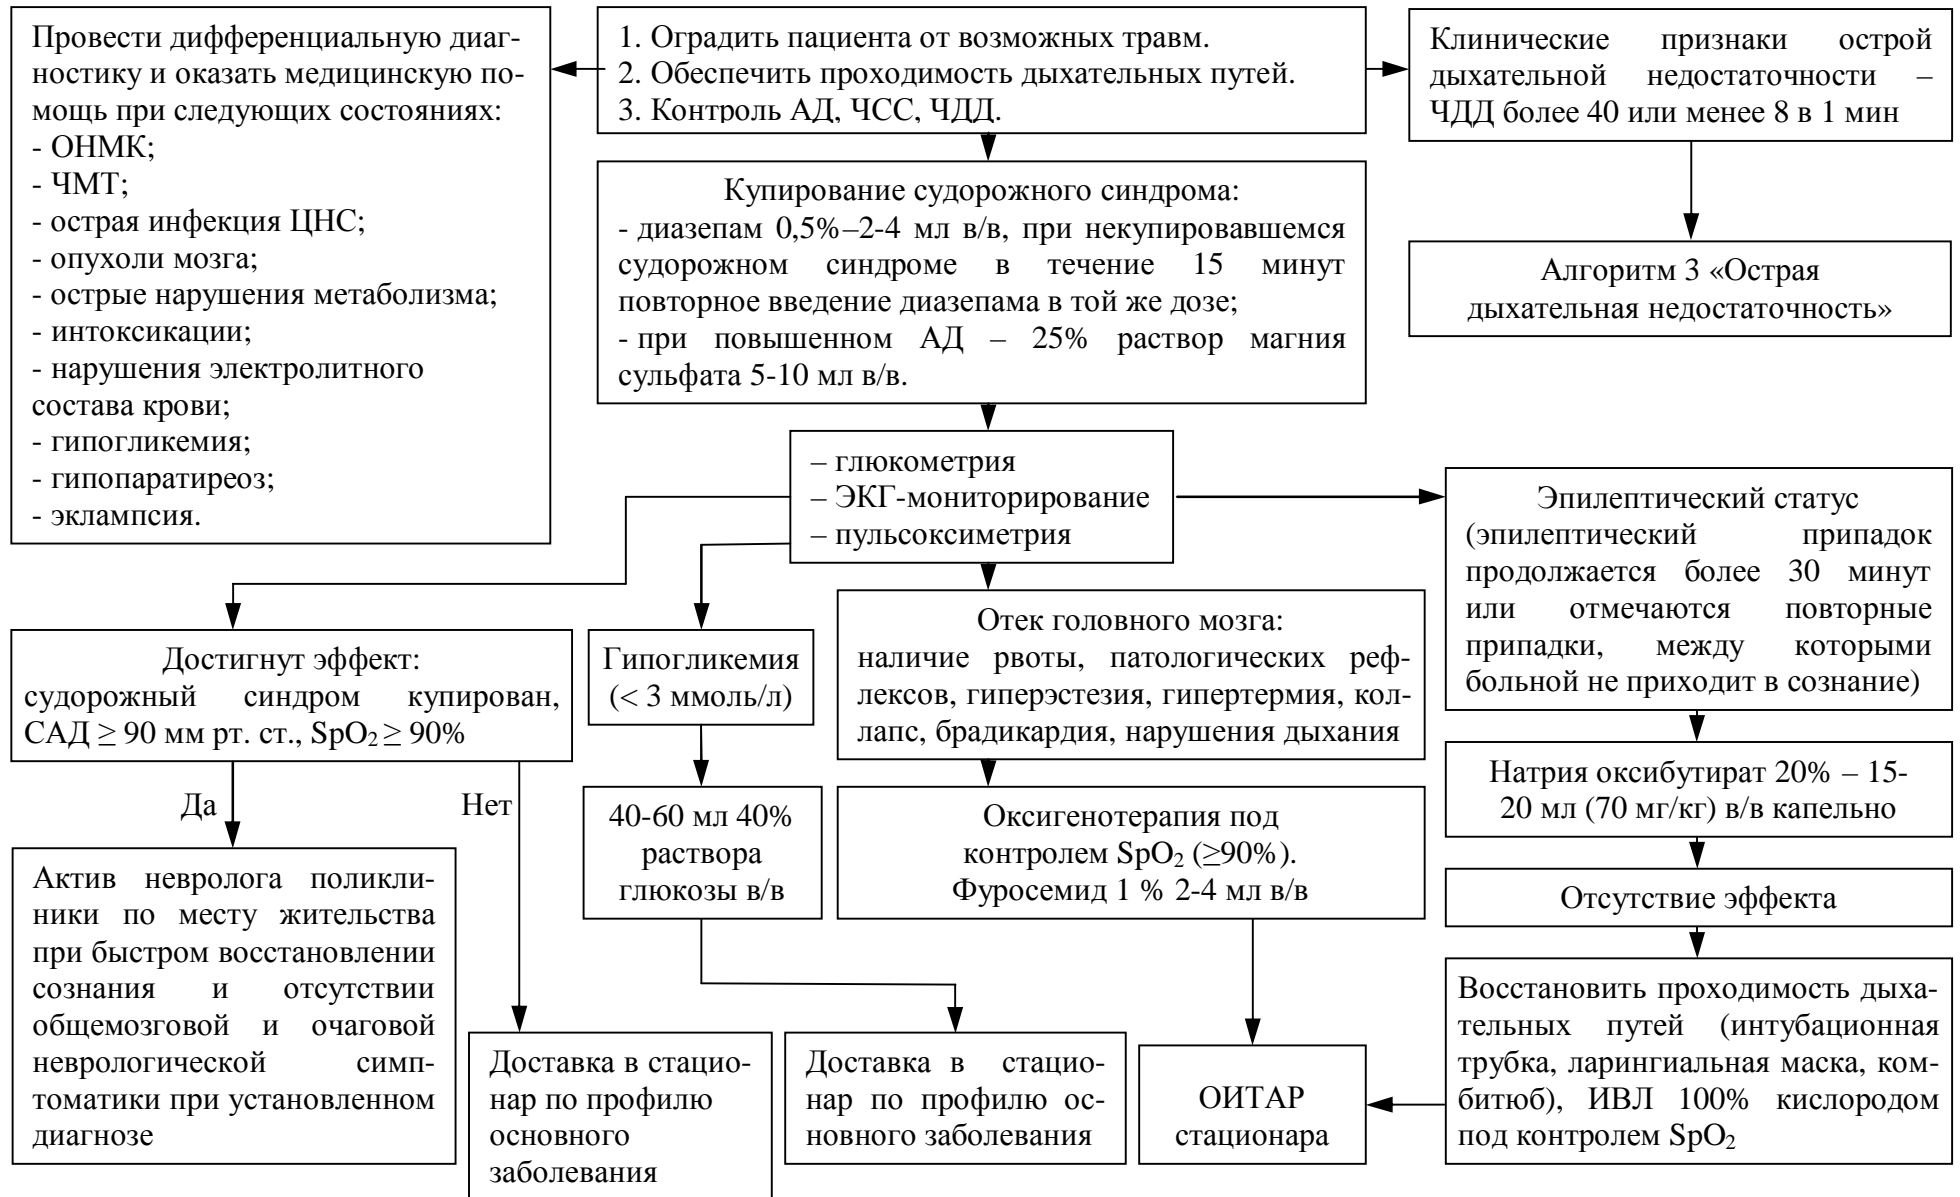 Провести дифференциальную диаг-
ностику и оказать медицинскую по-
мощь при следующих состояниях:
- ОНМК;
- ЧМТ;
- острая инфекция ЦНС;
- опухоли мозга;
- острые нарушения метаболизма;
- интоксикации;
- нарушения электролитного
состава крови;
- гипогликемия;
- гипопаратиреоз;
- эклампсия.
1. Оградить пациента от возможных травм.
2. Обеспечить проходимость дыхательных путей.
3. Контроль АД, ЧСС, ЧДД.
Клинические признаки острой
дыхательной недостаточности –
ЧДД более 40 или менее 8 в 1 мин
Купирование судорожного синдрома:
- диазепам 0,5%–2-4 мл в/в, при некупировавшемся
судорожном синдроме в течение 15 минут
повторное введение диазепама в той же дозе;
- при повышенном АД – 25% раствор магния
сульфата 5-10 мл в/в.
Алгоритм 3 «Острая
дыхательная недостаточность»
– глюкометрия
– ЭКГ-мониторирование
– пульсоксиметрия
Эпилептический статус
(эпилептический припадок
продолжается более 30 минут
или отмечаются повторные
припадки, между которыми
больной не приходит в сознание)
Достигнут эффект:
судорожный синдром купирован,
САД ≥ 90 мм рт. ст., SpO₂ ≥ 90%
Гипогликемия
(< 3 ммоль/л)
Отек головного мозга:
наличие рвоты, патологических реф-
лексов, гиперэстезия, гипертермия, кол-
лапс, брадикардия, нарушения дыхания
Натрия оксибутират 20% – 15-
20 мл (70 мг/кг) в/в капельно
Да
Нет
40-60 мл 40%
раствора
глюкозы в/в
Оксигенотерапия под
контролем SpO₂ (≥90%).
Фуросемид 1 % 2-4 мл в/в
Отсутствие эффекта
Актив невролога поликли-
ники по месту жительства
при быстром восстановлении
сознания и отсутствии
общемозговой и очаговой
неврологической симп-
томатики при установленном
диагнозе
Доставка в стацио-
нар по профилю
основного
заболевания
Доставка в стацио-
нар по профилю ос-
новного заболевания
ОИТАР
стационара
Восстановить проходимость дыха-
тельных путей (интубационная
трубка, ларингиальная маска, ком-
битюб), ИВЛ 100% кислородом
под контролем SpO₂